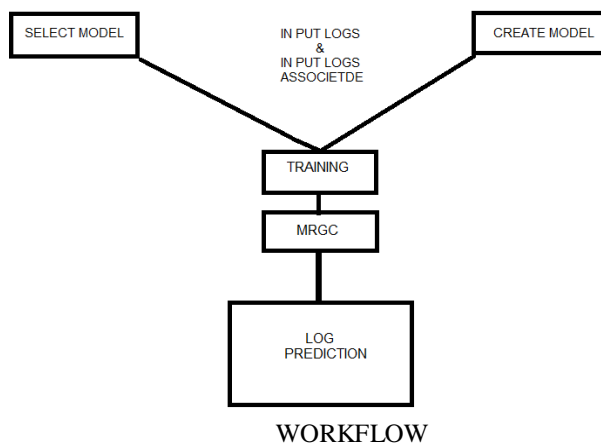 SELECT MODEL
IN PUT LOGS
&
IN PUT LOGS
ASSOCIETDE
CREATE MODEL
TRAINING
MRGC
LOG
PREDICTION
WORKFLOW